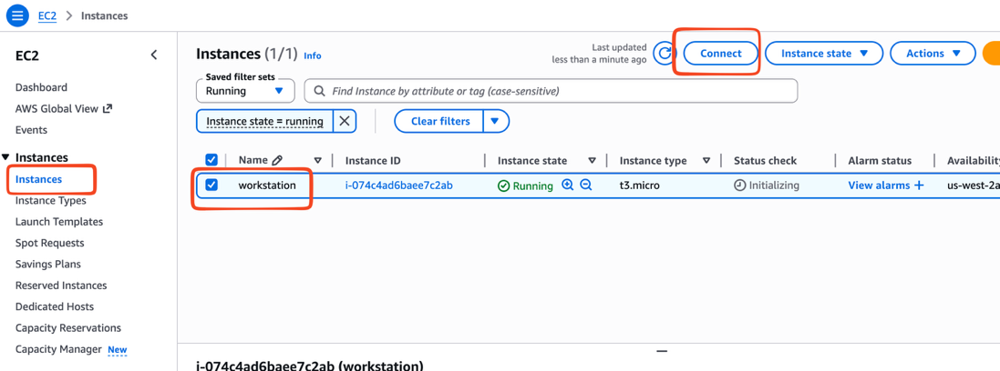 EC2 > Instances
EC2
Dashboard
AWS Global View
Events
Instances
Instances
Instance Types
Launch Templates
Spot Requests
Savings Plans
Reserved Instances
Dedicated Hosts
Capacity Reservations
Capacity Manager New
Instances (1/1) Info
Last updated
less than a minute ago
Connect
Instance state
Actions
Saved filter sets
Running
Find Instance by attribute or tag (case-sensitive)
Instance state = running
Clear filters
Name Instance ID Instance state Instance type Status check Alarm status Availability
workstation i-074c4ad6baee7c2ab Running t3.micro Initializing View alarms + us-west-2a
i-074c4ad6baee7c2ab (workstation)